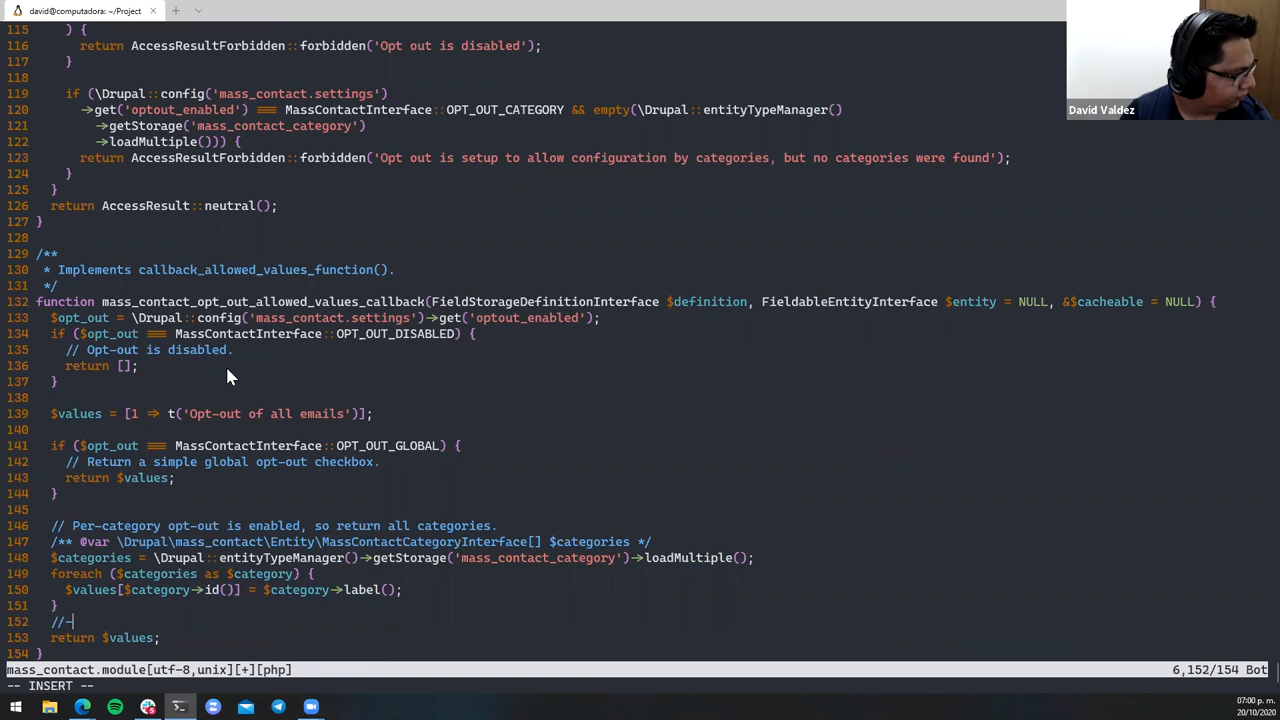 david@computadora: ~/Project
115 ) {
116 return AccessResultForbidden::forbidden('Opt out is disabled');
117 }
118
119 if (\Drupal::config('mass_contact.settings')
120 ->get('optout_enabled') === MassContactInterface::OPT_OUT_CATEGORY && empty(\Drupal::entityTypeManager()
121 ->getStorage('mass_contact_category')
122 ->loadMultiple())) {
123 return AccessResultForbidden::forbidden('Opt out is setup to allow configuration by categories, but no categories were found');
124 }
125 }
126 return AccessResult::neutral();
127 }
128
129 /**
130 * Implements callback_allowed_values_function().
131 */
132 function mass_contact_opt_out_allowed_values_callback(FieldStorageDefinitionInterface $definition, FieldableEntityInterface $entity = NULL, &$cacheable = NULL) {
133 $opt_out = \Drupal::config('mass_contact.settings')->get('optout_enabled');
134 if ($opt_out === MassContactInterface::OPT_OUT_DISABLED) {
135 // Opt-out is disabled.
136 return [];
137 }
138
139 $values = [1 => t('Opt-out of all emails')];
140
141 if ($opt_out === MassContactInterface::OPT_OUT_GLOBAL) {
142 // Return a simple global opt-out checkbox.
143 return $values;
144 }
145
146 // Per-category opt-out is enabled, so return all categories.
147 /** @var \Drupal\mass_contact\Entity\MassContactCategoryInterface[] $categories */
148 $categories = \Drupal::entityTypeManager()->getStorage('mass_contact_category')->loadMultiple();
149 foreach ($categories as $category) {
150 $values[$category->id()] = $category->label();
151 }
152 //-
153 return $values;
154 }
mass_contact.module[utf-8,unix][+][php] 6,152/154 Bot
-- INSERT --
David Valdez
07:00 p. m.
20/10/2020